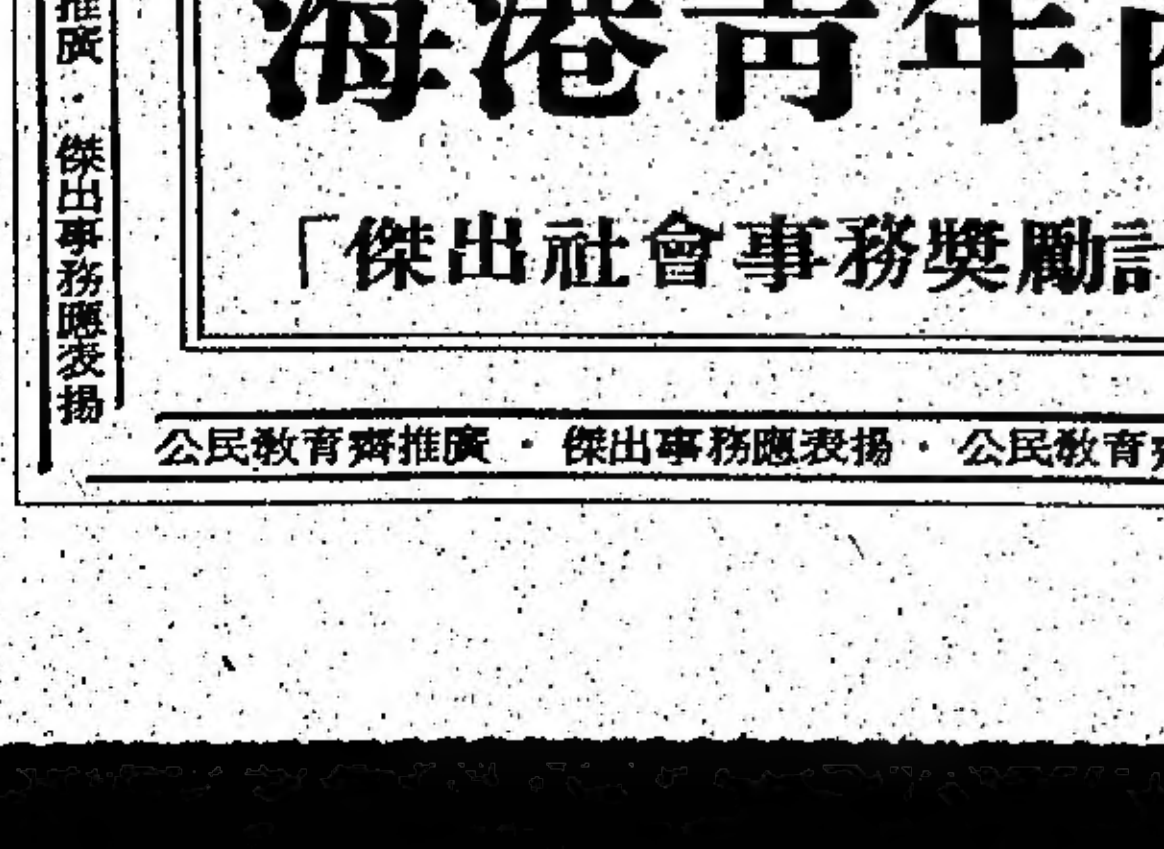 海港青年
「傑出社會事務獎勵計
推廣・傑出事務應表揚
公民教育齊推廣・傑出事務應表揚・公民教育